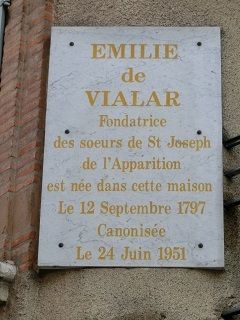 EMILIE
de
VIALAR
Fondatrice
des soeurs de St Joseph
de l'Apparition
est née dans cette maison
Le 12 Septembre 1797
Canonisée
Le 24 Juin 1951